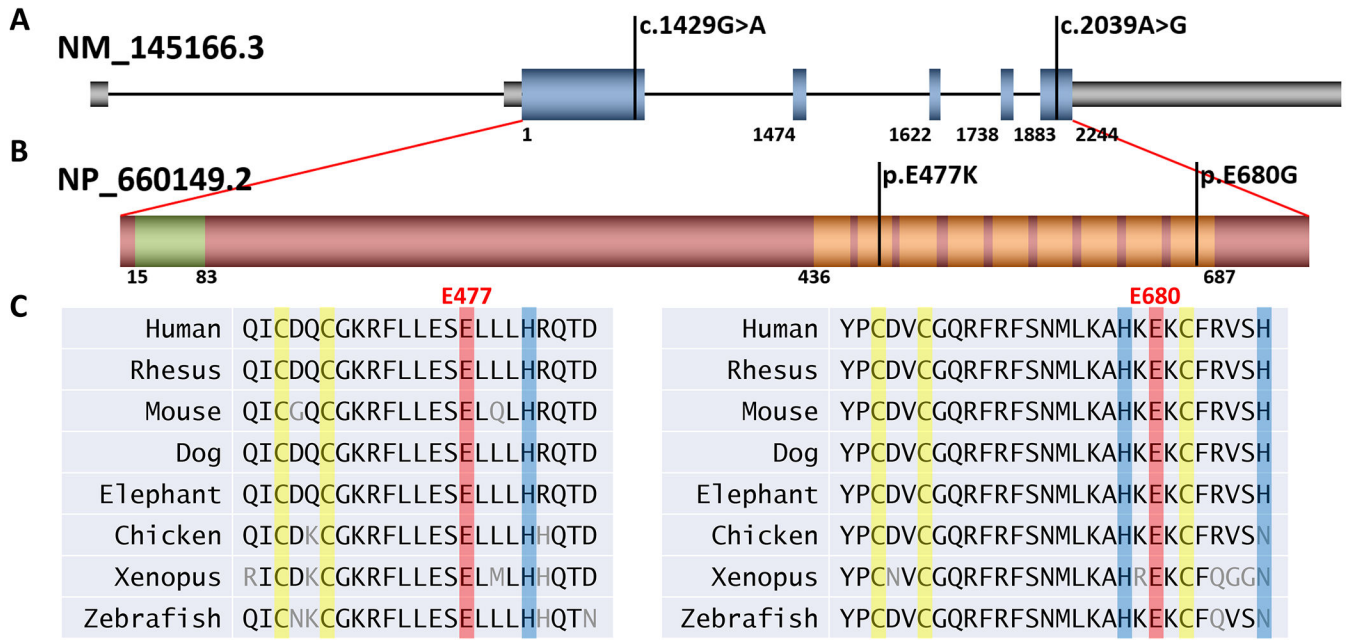 A
NM_145166.3
c.1429G>A
c.2039A>G
1
1474
1622
1738
1883
2244
B
NP_660149.2
p.E477K
p.E680G
15
83
436
687
C
E477
E680
Human QICDQCGKRFLLESELLLHRQTD
Rhesus QICDQCGKRFLLESELLLHRQTD
Mouse QICGQCGKRFLLESELQLHRQTD
Dog QICDQCGKRFLLESELLLHRQTD
Elephant QICDQCGKRFLLESELLLHRQTD
Chicken QICDKCGKRFLLESELLLHHQTD
Xenopus RICDKCGKRFLLESELMLHHQTD
Zebrafish QICNKCGKRFLLESELLLHHQTN
Human YPCDVCGQRFRFSNMLKAHKEKCFRVSH
Rhesus YPCDVCGQRFRFSNMLKAHKEKCFRVSH
Mouse YPCDVCGQRFRFSNMLKAHKEKCFRVSH
Dog YPCDVCGQRFRFSNMLKAHKEKCFRVSH
Elephant YPCDVCGQRFRFSNMLKAHKEKCFRVSH
Chicken YPCDVCGQRFRFSNMLKAHKEKCFRVSN
Xenopus YPCNVCGQRFRFSNMLKAHREKCFQGGN
Zebrafish YPCDVCGQRFRFSNMLKAHKEKCFQVSN